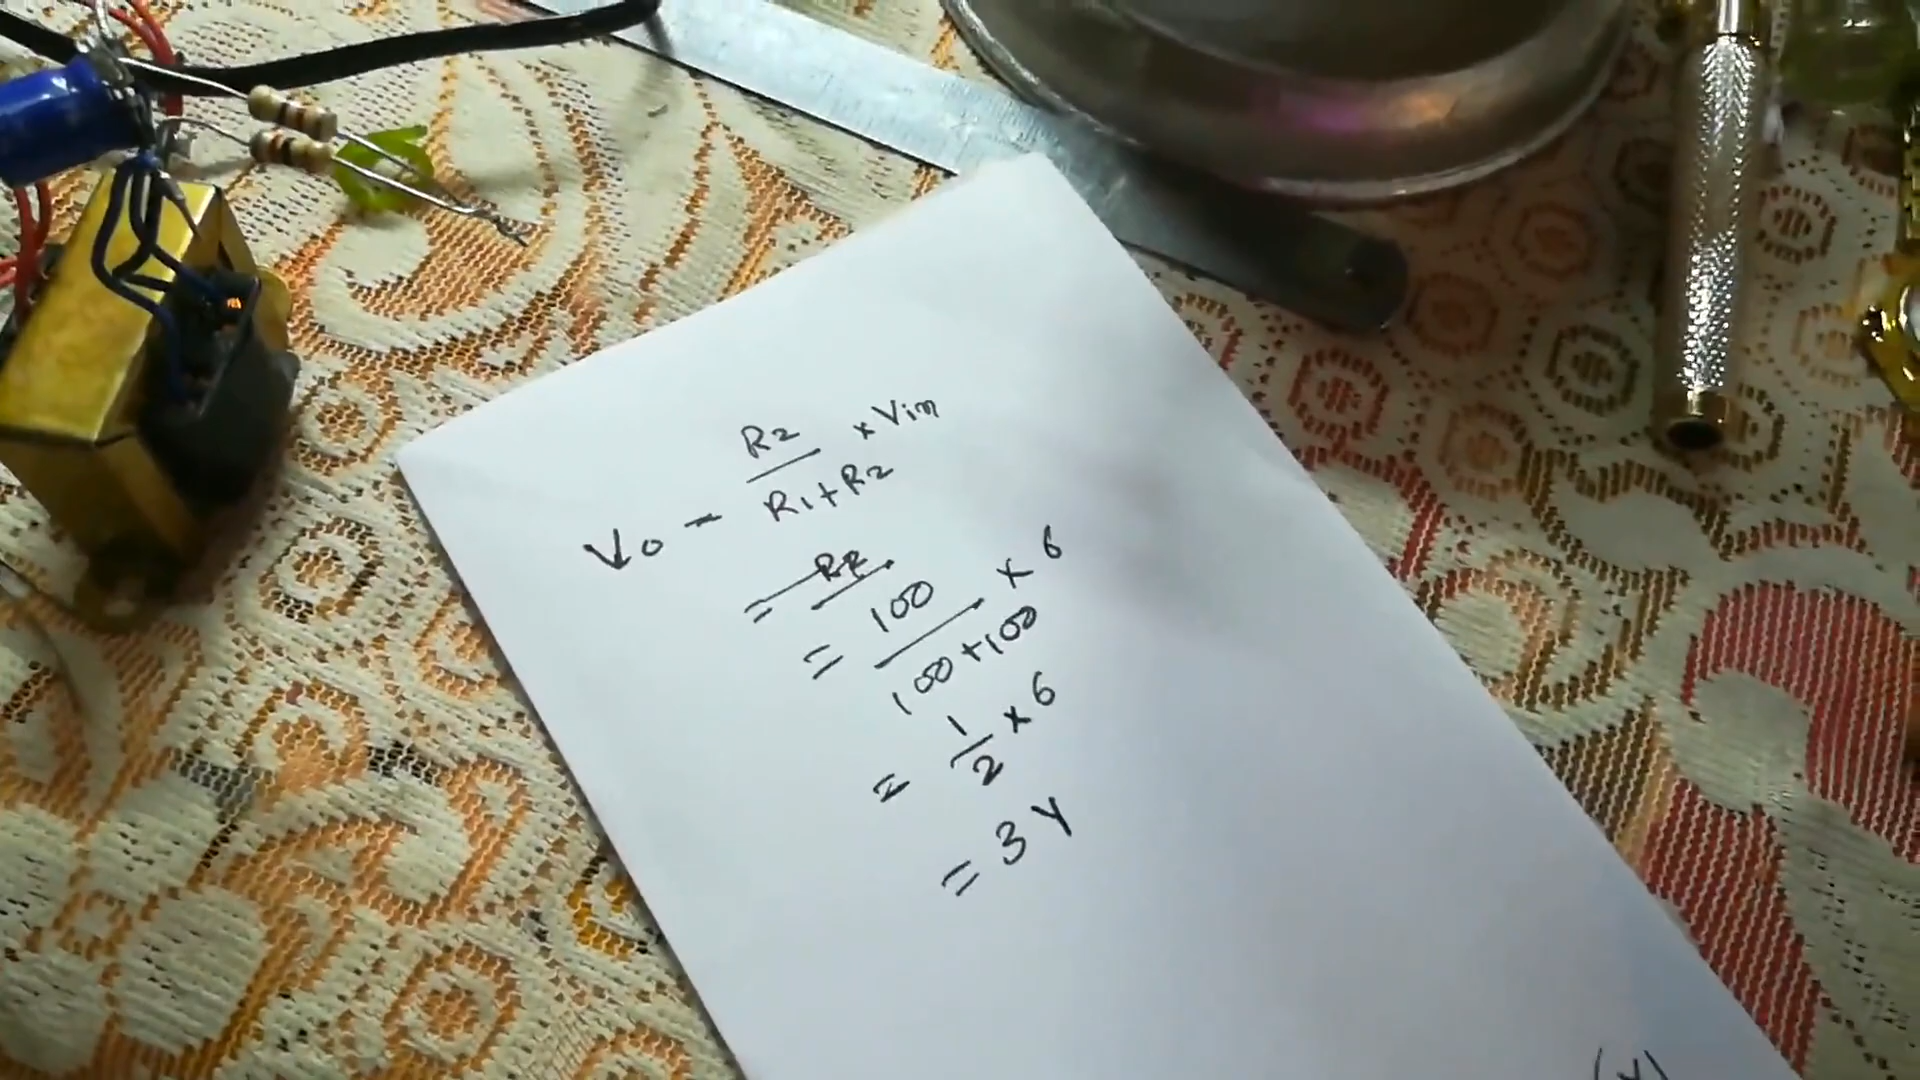 Vo = R2/R1+R2 × Vin
= R2
= 100/100+100 × 6
= 1/2 × 6
= 3V